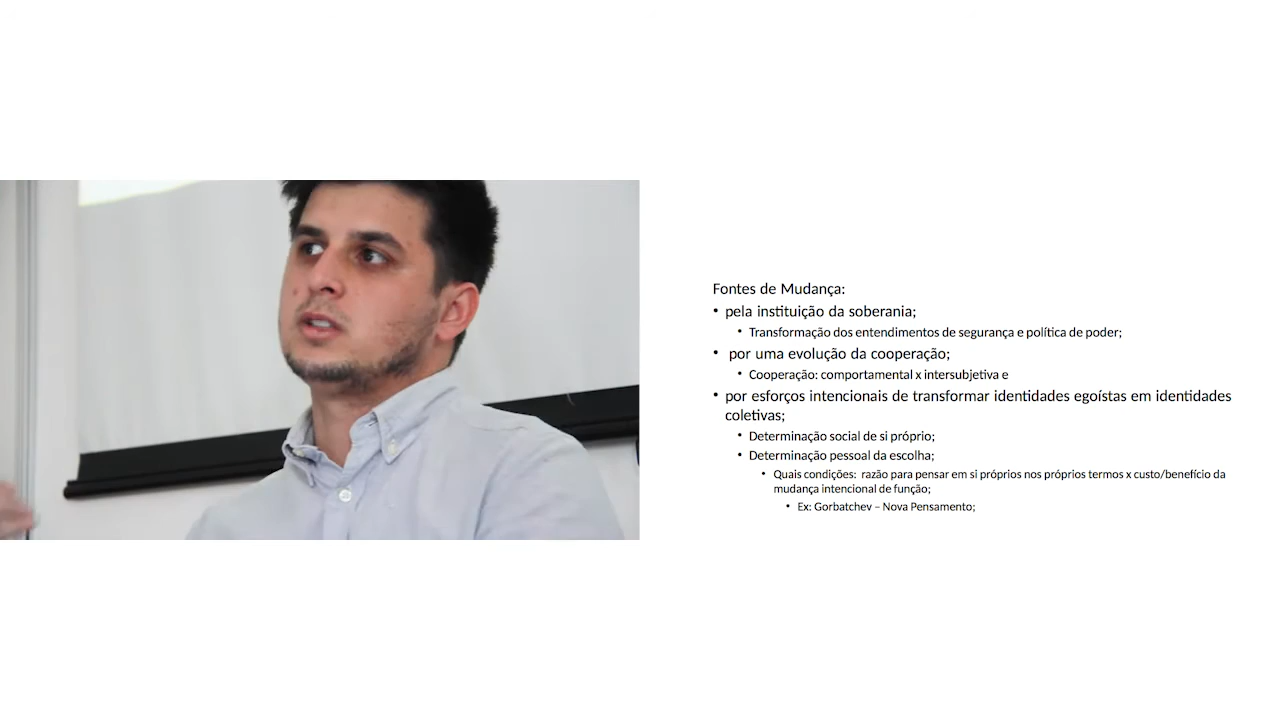 Fontes de Mudança:
• pela instituição da soberania;
• Transformação dos entendimentos de segurança e política de poder;
• por uma evolução da cooperação;
• Cooperação: comportamental x intersubjetiva e
• por esforços intencionais de transformar identidades egoístas em identidades
coletivas;
• Determinação social de si próprio;
• Determinação pessoal da escolha;
• Quais condições: razão para pensar em si próprios nos próprios termos x custo/benefício da
mudança intencional de função;
• Ex: Gorbatchev – Nova Pensamento;